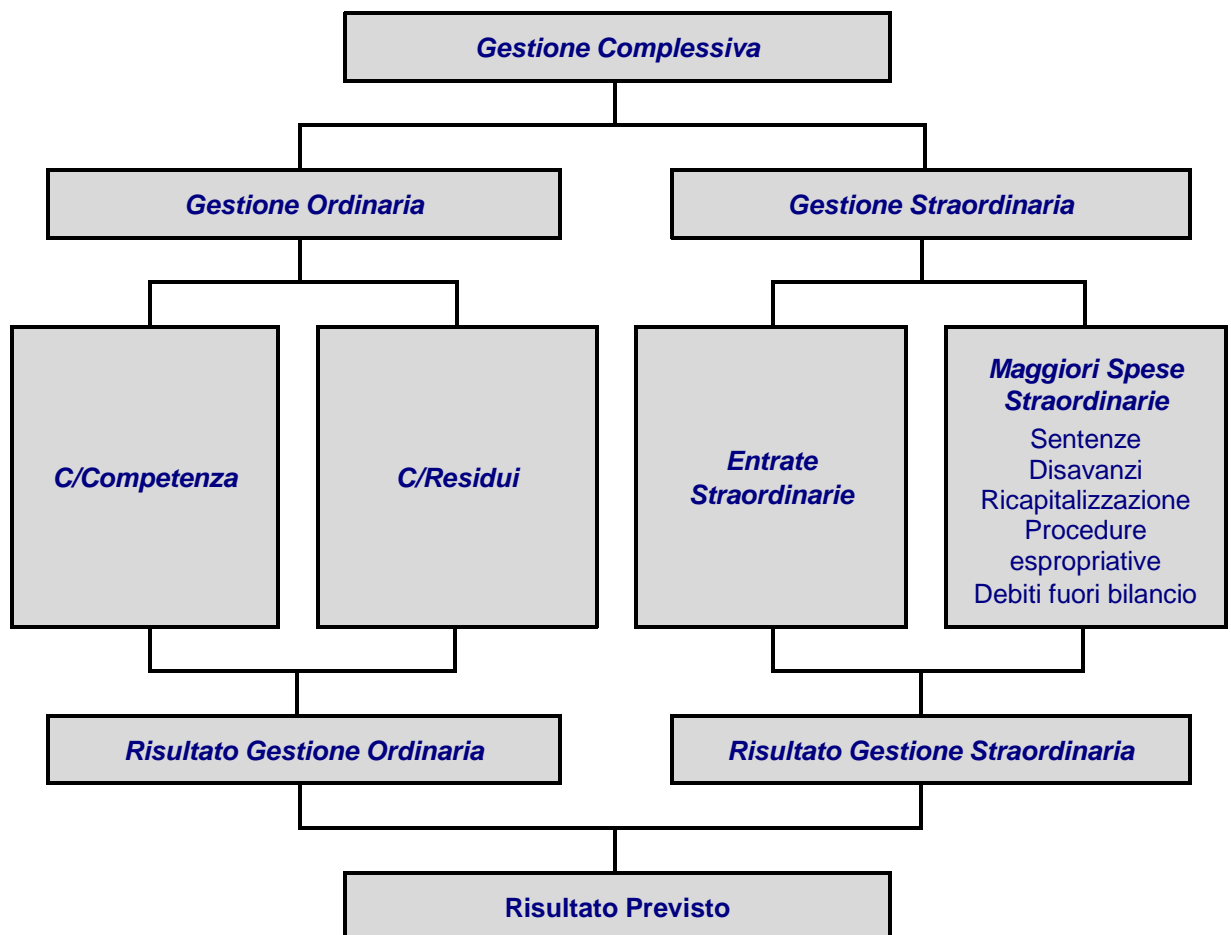 Gestione Complessiva
Gestione Ordinaria
Gestione Straordinaria
C/Competenza
C/Residui
Entrate
Straordinarie
Maggiori Spese
Straordinarie
Sentenze
Disavanzi
Ricapitalizzazione
Procedure
espropriative
Debiti fuori bilancio
Risultato Gestione Ordinaria
Risultato Gestione Straordinaria
Risultato Previsto